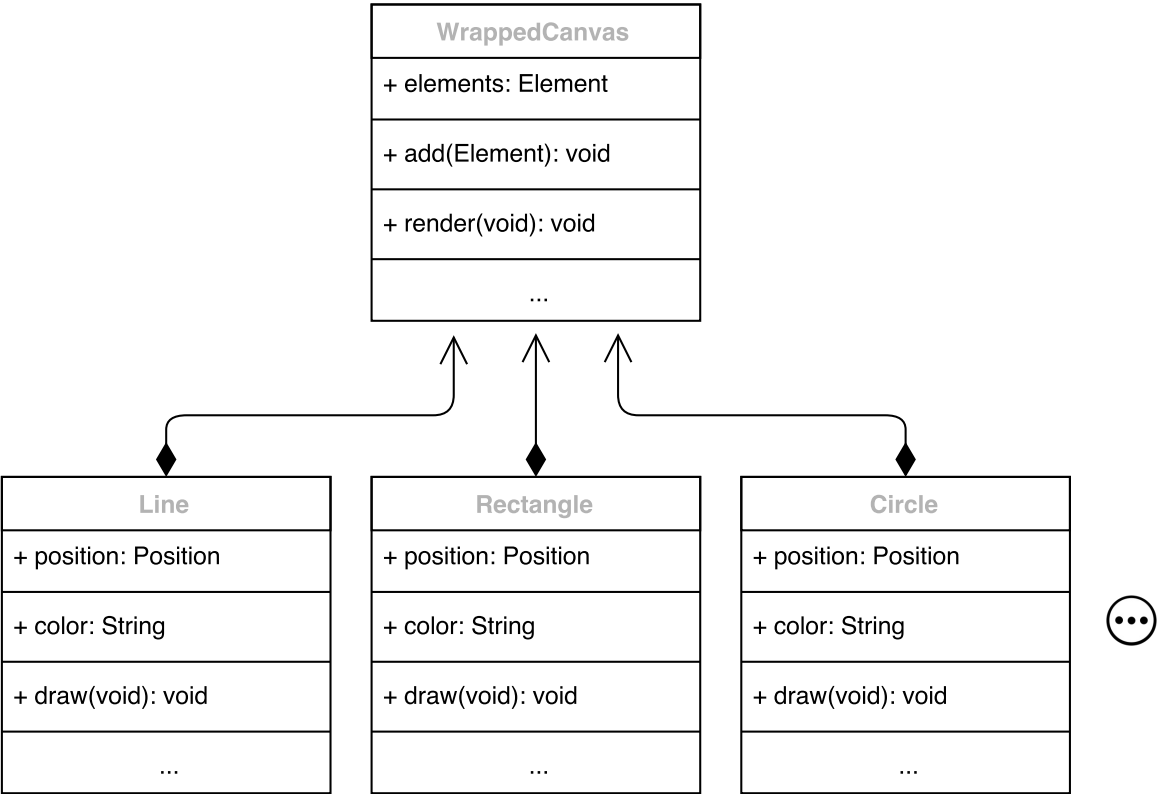 WrappedCanvas
+ elements: Element
+ add(Element): void
+ render(void): void
...
Line
+ position: Position
+ color: String
+ draw(void): void
...
Rectangle
+ position: Position
+ color: String
+ draw(void): void
...
Circle
+ position: Position
+ color: String
+ draw(void): void
...